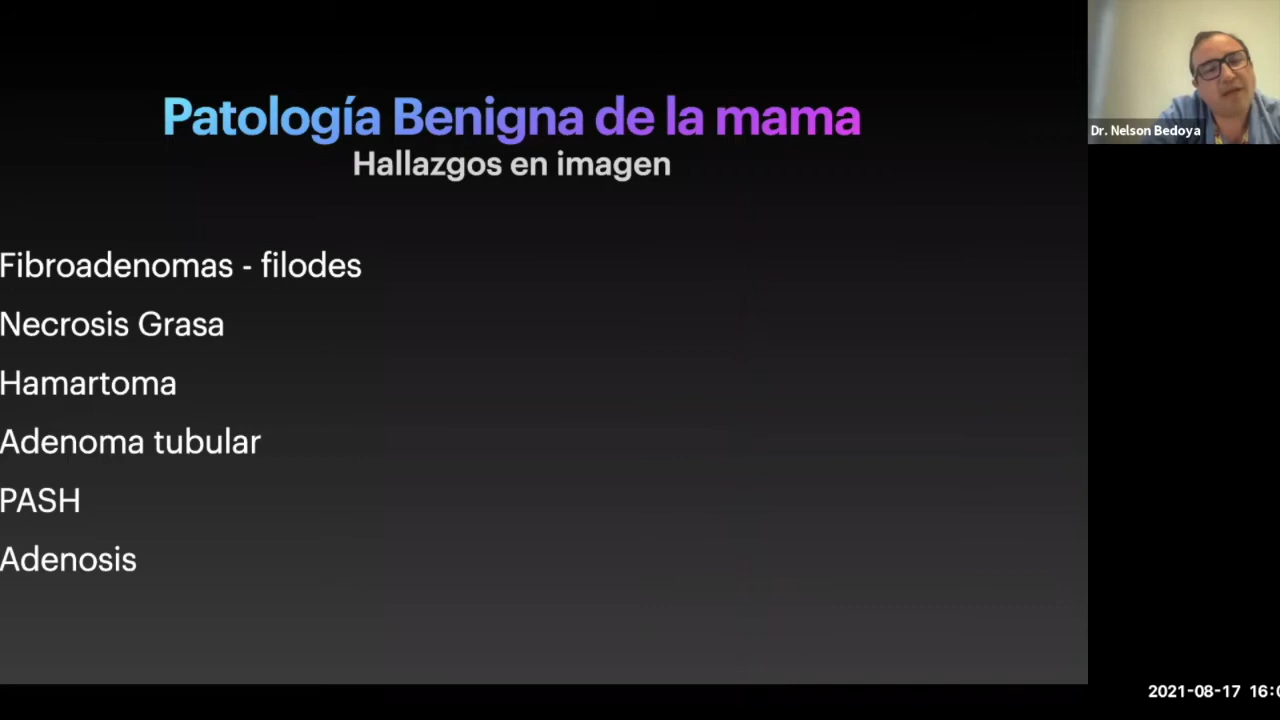 Patología Benigna de la mama
Hallazgos en imagen
Fibroadenomas - filodes
Necrosis Grasa
Hamartoma
Adenoma tubular
PASH
Adenosis
Dr. Nelson Bedoya
2021-08-17 16:0